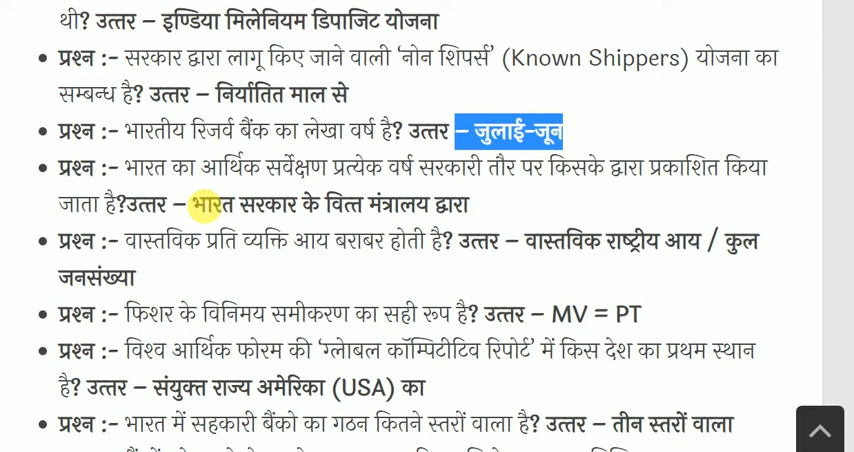 थी? उत्तर – इण्डिया मिलेनियम डिपाजिट योजना
प्रश्न :- सरकार द्वारा लागू किए जाने वाली ‘नोन शिपर्स’ (Known Shippers) योजना का
सम्बन्ध है? उत्तर – निर्यातित माल से
प्रश्न :- भारतीय रिजर्व बैंक का लेखा वर्ष है? उत्तर – जुलाई-जून
प्रश्न :- भारत का आर्थिक सर्वेक्षण प्रत्येक वर्ष सरकारी तौर पर किसके द्वारा प्रकाशित किया
जाता है?उत्तर – भारत सरकार के वित्त मंत्रालय द्वारा
प्रश्न :- वास्तविक प्रति व्यक्ति आय बराबर होती है? उत्तर – वास्तविक राष्ट्रीय आय / कुल
जनसंख्या
प्रश्न :- फिशर के विनिमय समीकरण का सही रूप है? उत्तर – MV = PT
प्रश्न :- विश्व आर्थिक फोरम की ‘ग्लेाबल कॉम्पिटीटिव रिपोर्ट’ में किस देश का प्रथम स्थान
है? उत्तर – संयुक्त राज्य अमेरिका (USA) का
प्रश्न :- भारत में सहकारी बैंको का गठन कितने स्तरों वाला है? उत्तर – तीन स्तरों वाला